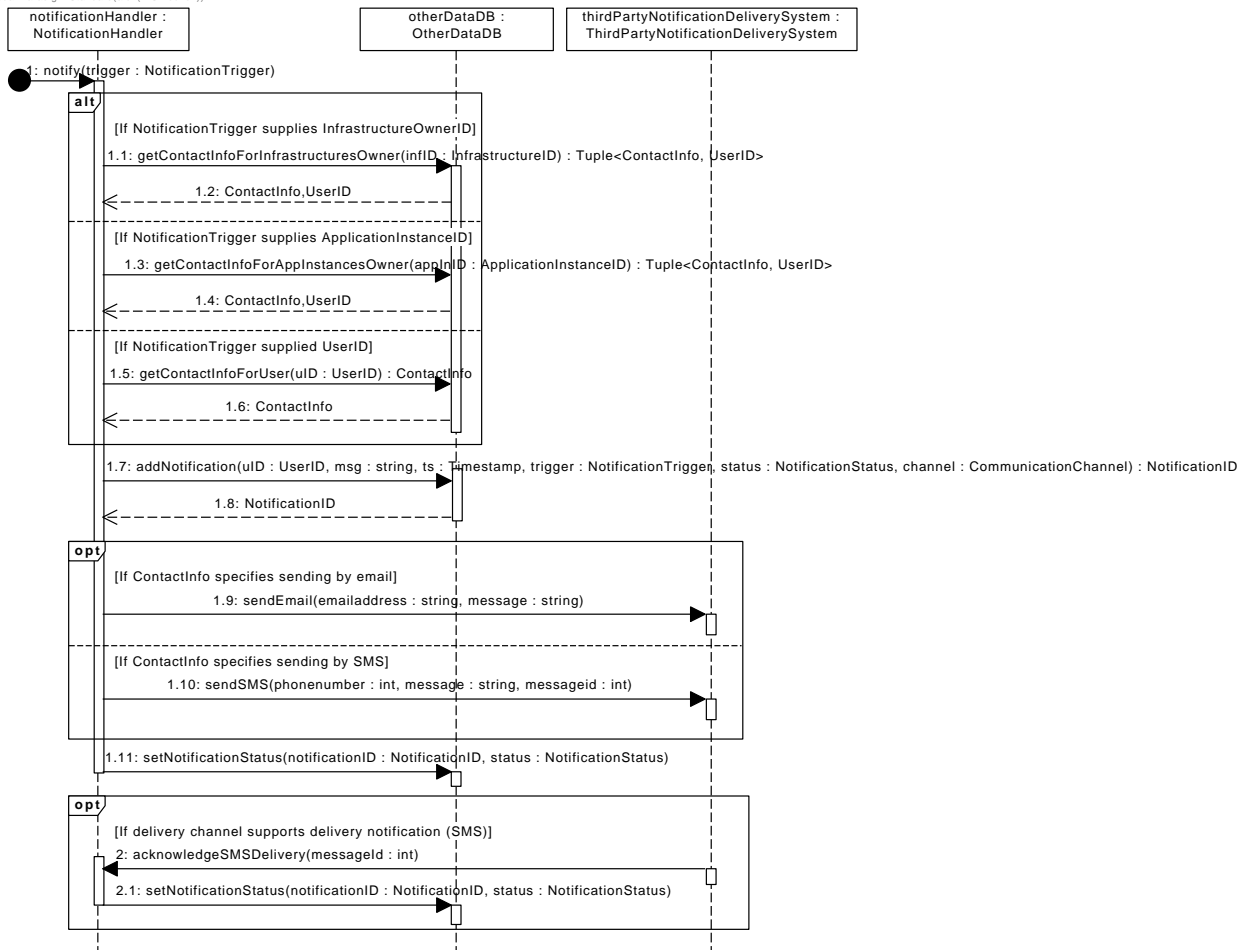 notificationHandler :
NotificationHandler
otherDataDB :
OtherDataDB
thirdPartyNotificationDeliverySystem :
ThirdPartyNotificationDeliverySystem
1: notify(trigger : NotificationTrigger)
alt
[If NotificationTrigger supplies InfrastructureOwnerID]
1.1: getContactInfoForInfrastructuresOwner(infID : InfrastructureID) : Tuple<ContactInfo, UserID>
1.2: ContactInfo,UserID
[If NotificationTrigger supplies ApplicationInstanceID]
1.3: getContactInfoForAppInstancesOwner(appInID : ApplicationInstanceID) : Tuple<ContactInfo, UserID>
1.4: ContactInfo,UserID
[If NotificationTrigger supplied UserID]
1.5: getContactInfoForUser(uID : UserID) : ContactInfo
1.6: ContactInfo
1.7: addNotification(uID : UserID, msg : string, ts : Timestamp, trigger : NotificationTrigger, status : NotificationStatus, channel : CommunicationChannel) : NotificationID
1.8: NotificationID
opt
[If ContactInfo specifies sending by email]
1.9: sendEmail(emailaddress : string, message : string)
[If ContactInfo specifies sending by SMS]
1.10: sendSMS(phonenumber : int, message : string, messageid : int)
1.11: setNotificationStatus(notificationID : NotificationID, status : NotificationStatus)
opt
[If delivery channel supports delivery notification (SMS)]
2: acknowledgeSMSDelivery(messageId : int)
2.1: setNotificationStatus(notificationID : NotificationID, status : NotificationStatus)